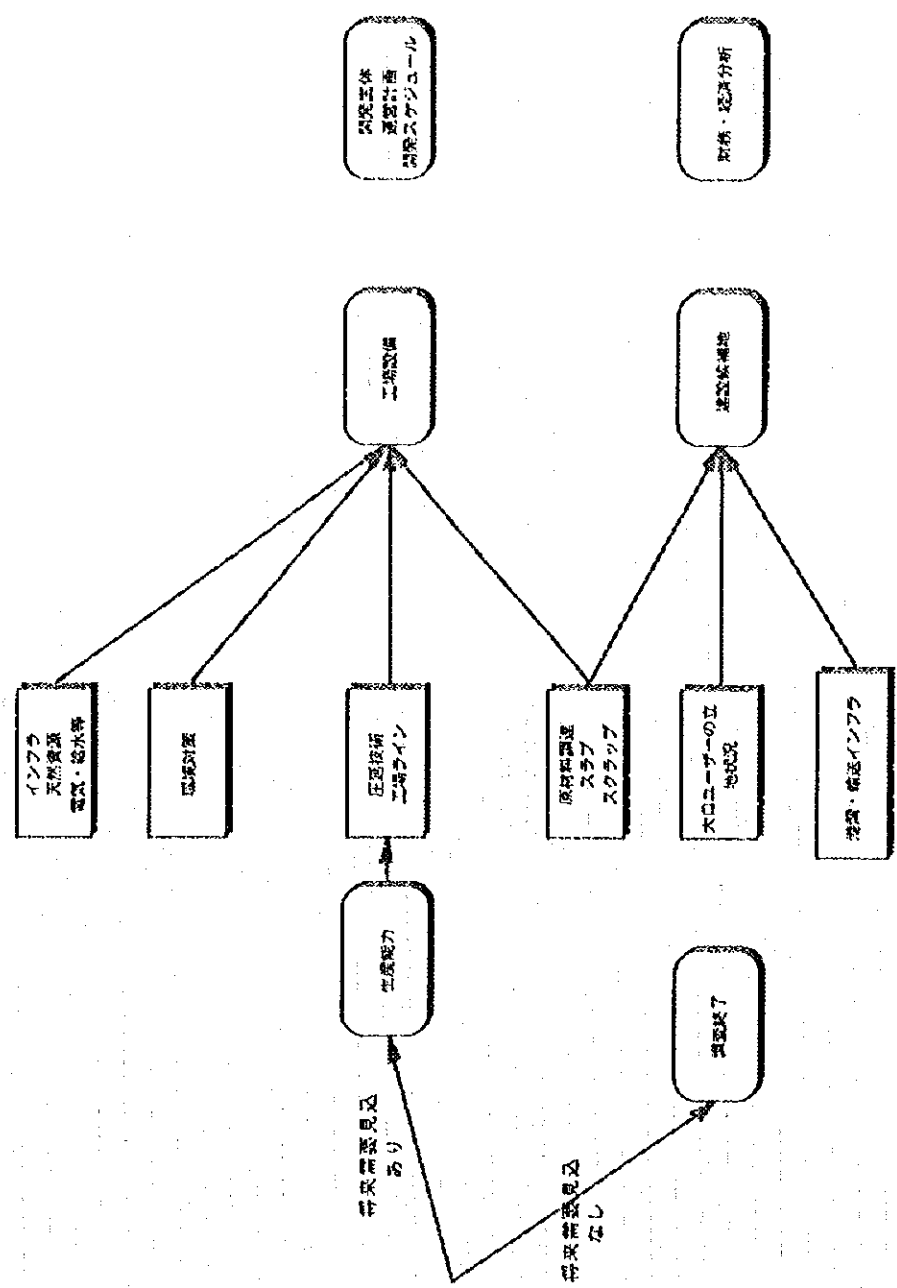 将来需要見込
あり
将来需要見込
なし
生産能力
調査終了
インフラ
天然資源
電気・給水等
環境対策
圧延技術
工場ライン
原材料調達
スラブ
スクラップ
大口ユーザーの立
地状況
港湾・輸送インフラ
工場設備
建設候補地
開発主体
運営計画
開発スケジュール
財務・経済分析